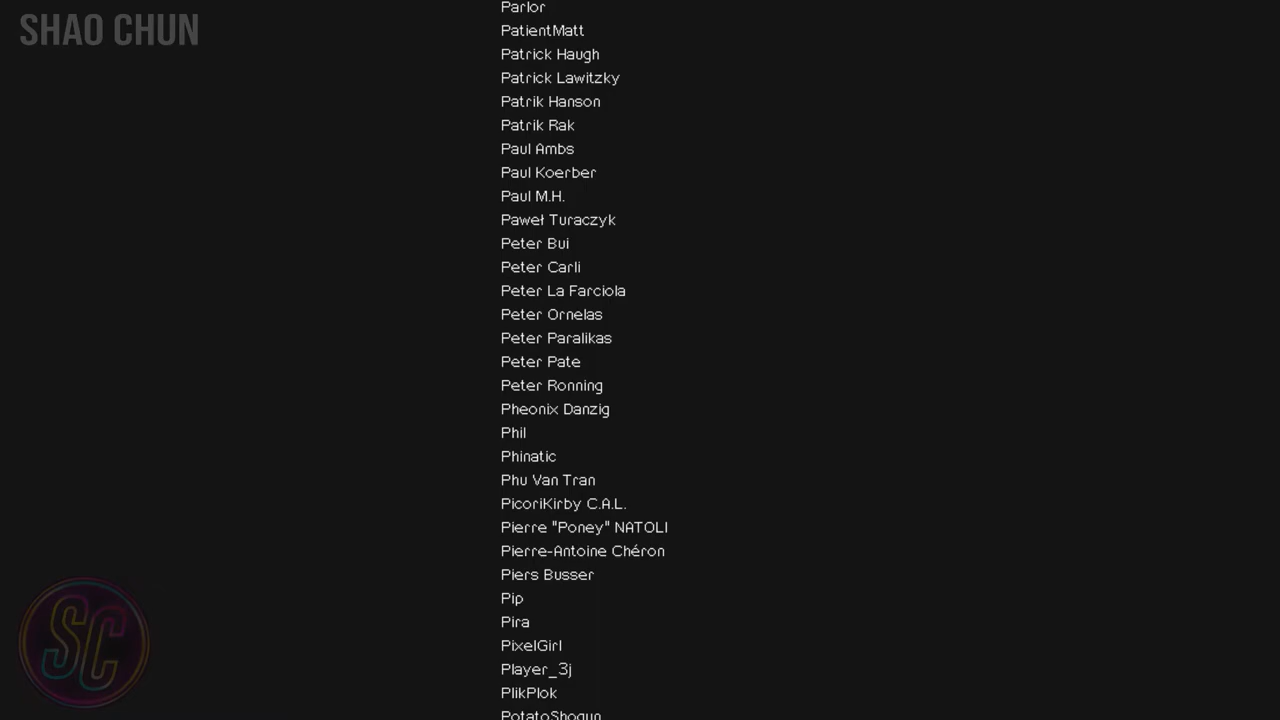 SHAO CHUN
Parlor
PatientMatt
Patrick Haugh
Patrick Lawitzky
Patrik Hanson
Patrik Rak
Paul Ambs
Paul Koerber
Paul M.H.
Paweł Turaczyk
Peter Bui
Peter Carli
Peter La Farciola
Peter Ornelas
Peter Paralikas
Peter Pate
Peter Ronning
Pheonix Danzig
Phil
Phinatic
Phu Van Tran
PicoriKirby C.A.L.
Pierre "Poney" NATOLI
Pierre-Antoine Chéron
Piers Busser
Pip
Pira
PixelGirl
Player_3j
PlikPlok
PotatoShogun
SC